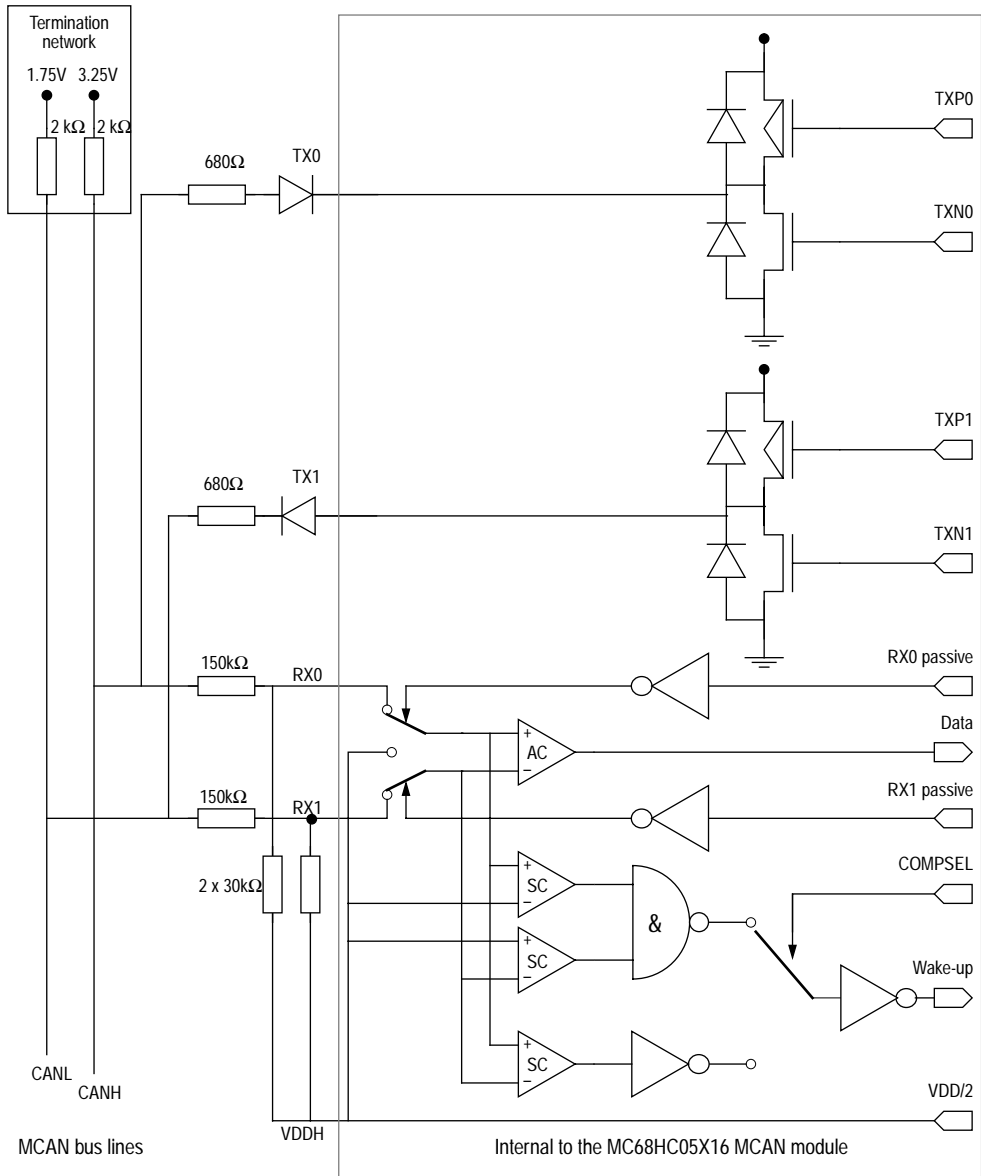 Termination
network
1.75V 3.25V
2 kΩ 2 kΩ
TXP0
680Ω
TX0
TXN0
TXP1
680Ω
TX1
TXN1
150kΩ
RX0
RX0 passive
+
AC
−
Data
150kΩ
RX1
RX1 passive
2 x 30kΩ
+
SC
−
COMPSEL
&
+
SC
−
Wake-up
+
SC
−
CANL
CANH
VDD/2
VDDH
MCAN bus lines
Internal to the MC68HC05X16 MCAN module